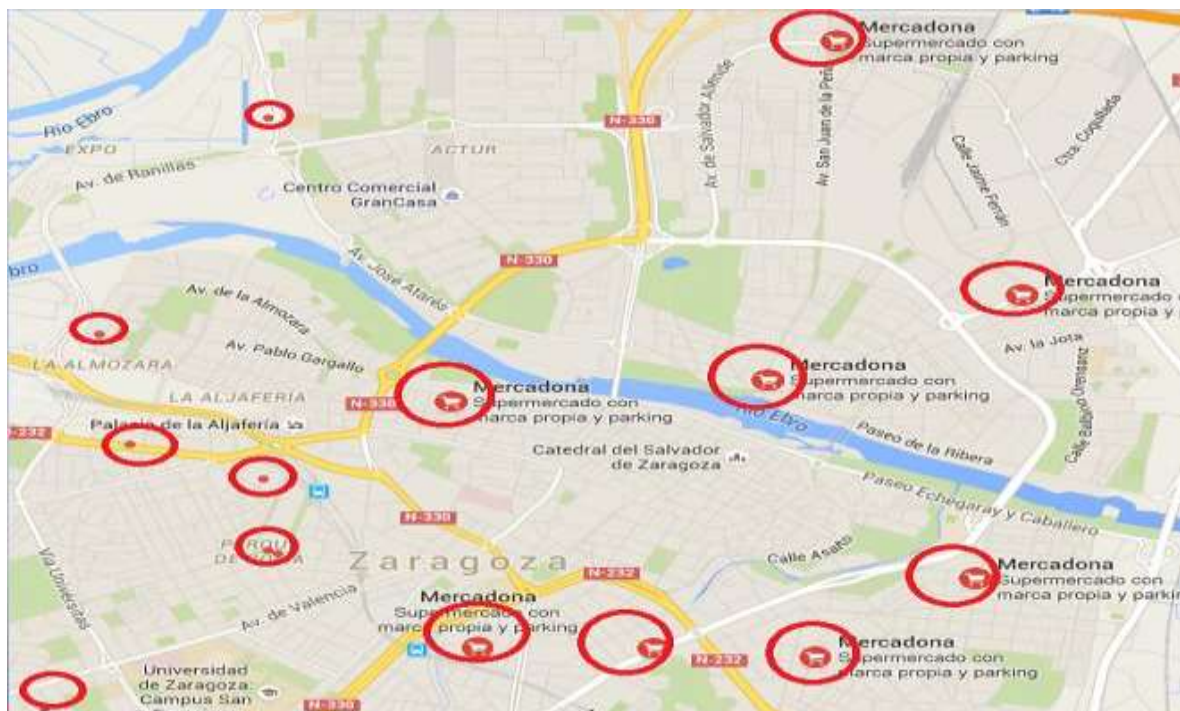 Mercadona
Supermercado con
marca propia y parking
N-330
Río Ebro
EXPO
ACTUR
Av. de Ranillas
Av. de Salvador Allende
Av. San Juan de la Peña
Calle Jaime Ferrán
Ctra. Cogullada
Centro Comercial
GranCasa
Av. José Atarés
N-330
Ebro
Av. de la Almozara
Av. Pablo Gargallo
LA ALMOZARA
Mercadona
Supermercado con
marca propia y p
Av. la Jota
Calle Balbino Orensanz
LA ALJAFERÍA
N-330
Mercadona
Supermercado con
marca propia y parking
Mercadona
Supermercado con
marca propia y parking
Río Ebro
Paseo de la Ribera
N-232
Palacio de la Aljafería
Catedral del Salvador
de Zaragoza
Paseo Echegaray y Caballero
N-330
Zaragoza
Calle Asalto
Vía Universitas
N-232
Av. de Valencia
Mercadona
Supermercado con
marca propia y parking
Mercadona
Supermercado con
marca propia y parking
N-232
Mercadona
Supermercado con
marca propia y parking
Universidad
de Zaragoza:
Campus San
N-330